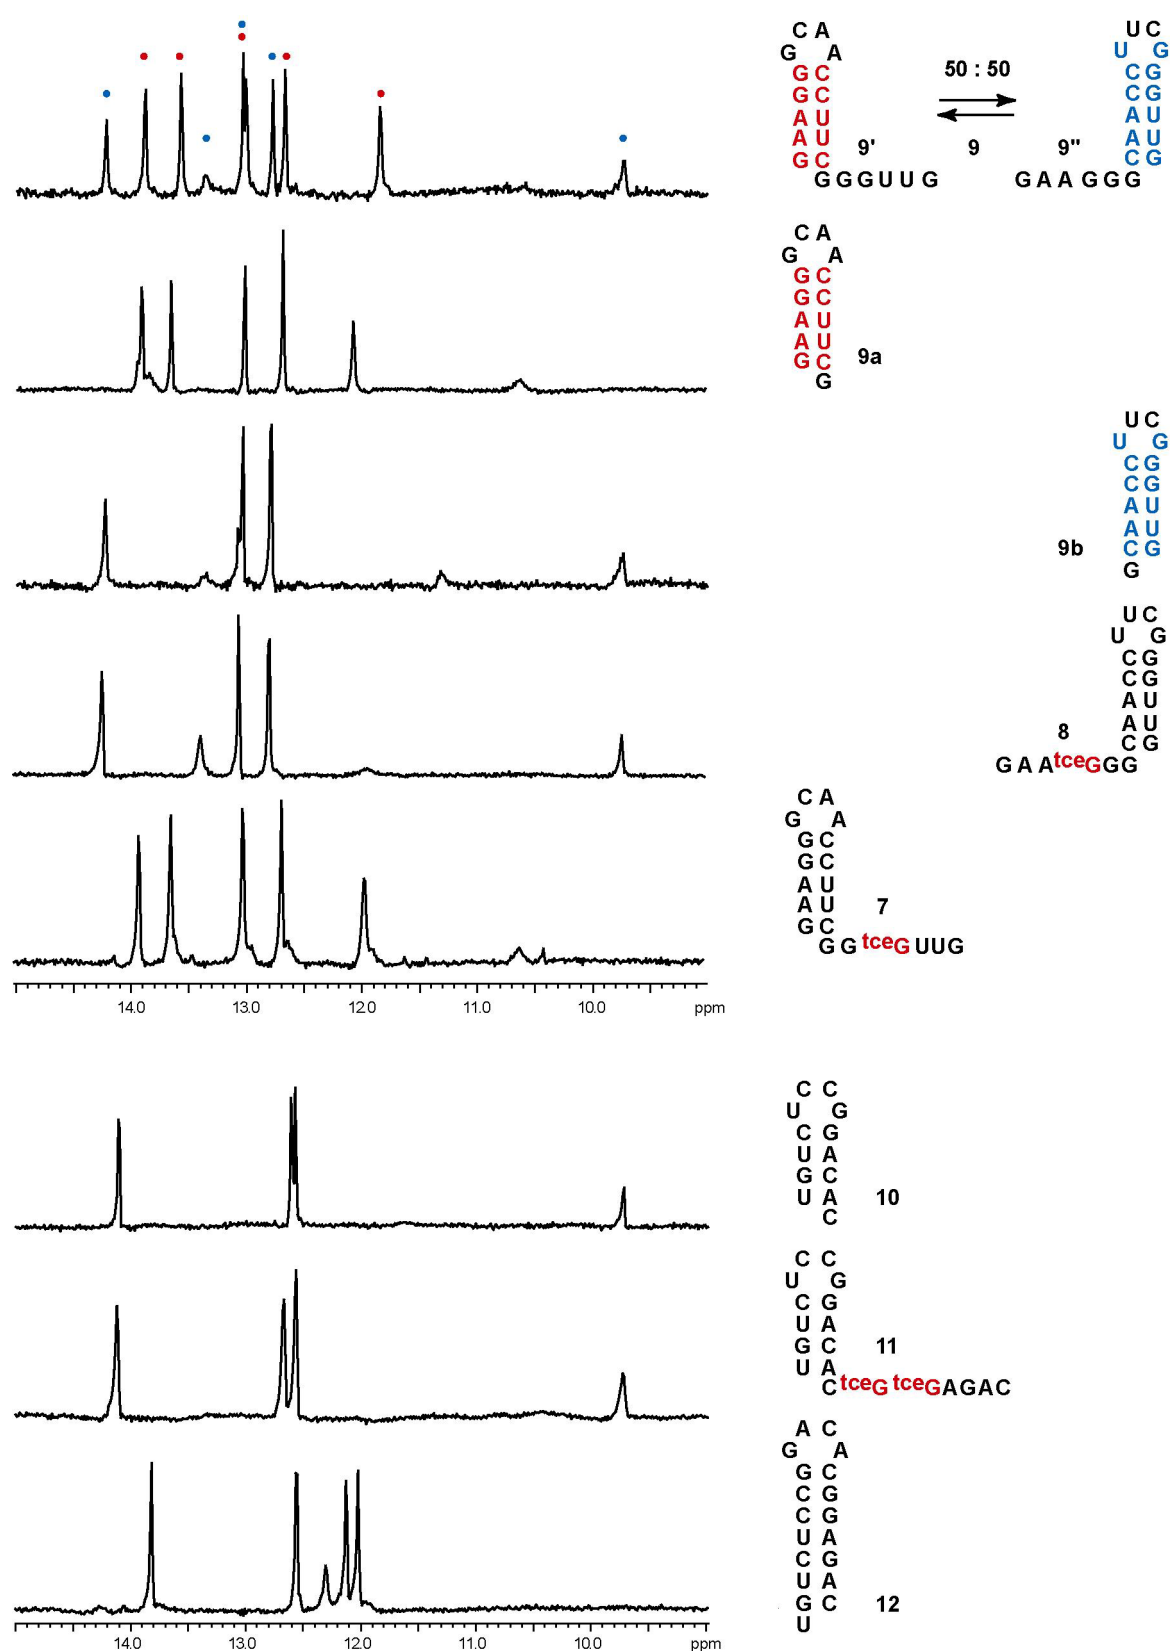 C A
G A
G C
G C
A U
A U
G C
G G G U U G
9'
50 : 50
9
9"
U C
U G
C G
C G
A U
A U
C G
G A A G G G
C A
G A
G C
G C
A U
A U
G C
G
9a
U C
U G
C G
C G
A U
A U
C G
G
9b
U C
U G
C G
C G
A U
A U
C G
G A A tceG G G
8
C A
G A
G C
G C
A U
A U
G C
G G tceG U U G
7
14.0 13.0 12.0 11.0 10.0 ppm
C C
U G
C G
U A
G C
U A
C
10
C C
U G
C G
U A
G C
U A
C tceG tceG A G A C
11
A C
G A
G C
C G
C G
U A
C G
U A
G C
U
12
14.0 13.0 12.0 11.0 10.0 ppm